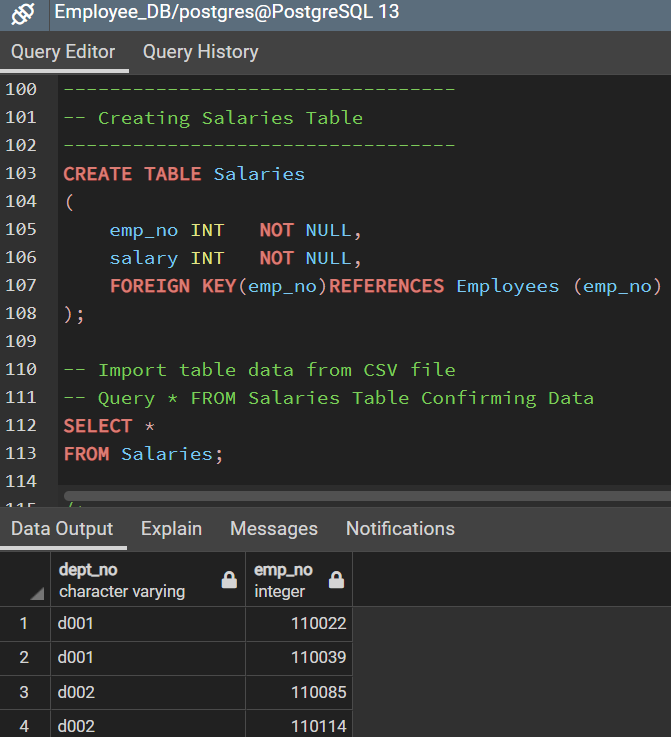 Employee_DB/postgres@PostgreSQL 13
Query Editor Query History
100 ----------------------------------
101 -- Creating Salaries Table
102 ----------------------------------
103 CREATE TABLE Salaries
104 (
105 emp_no INT NOT NULL,
106 salary INT NOT NULL,
107 FOREIGN KEY(emp_no)REFERENCES Employees (emp_no)
108 );
109
110 -- Import table data from CSV file
111 -- Query * FROM Salaries Table Confirming Data
112 SELECT *
113 FROM Salaries;
114
Data Output Explain Messages Notifications
dept_no emp_no
character varying integer
1 d001 110022
2 d001 110039
3 d002 110085
4 d002 110114